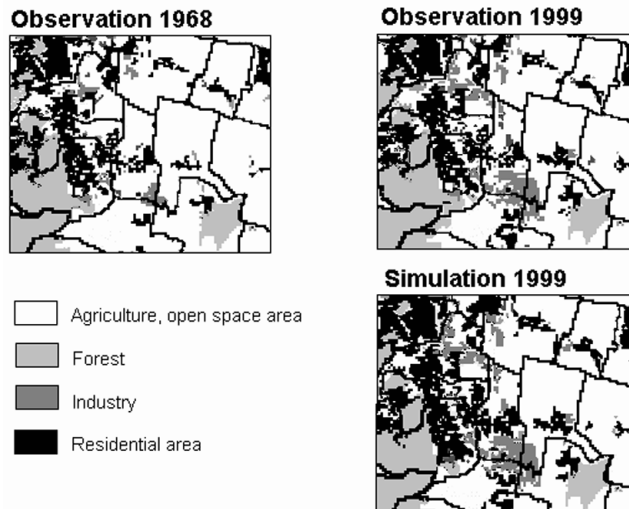 Observation 1968
Observation 1999
Simulation 1999
Agriculture, open space area
Forest
Industry
Residential area